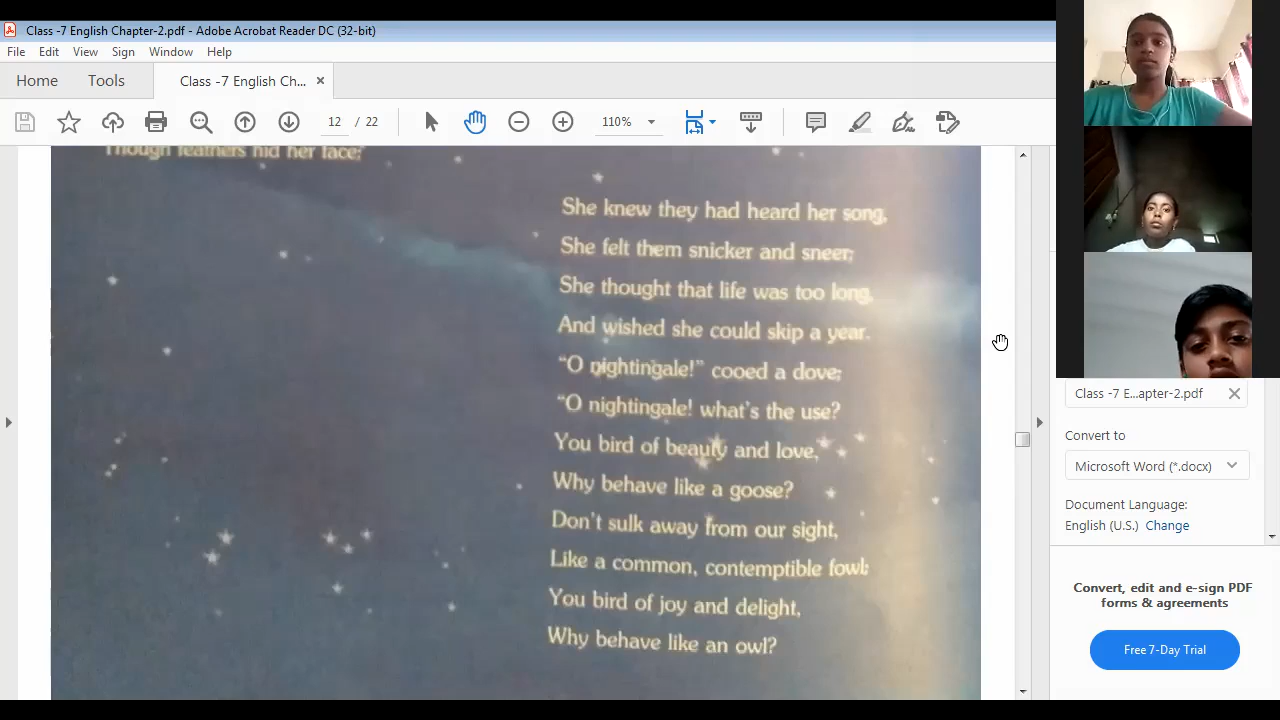 Class -7 English Chapter-2.pdf - Adobe Acrobat Reader DC (32-bit)
File Edit View Sign Window Help
Home Tools Class -7 English Ch... ×
12 / 22 110%
Though feathers hid her face;
She knew they had heard her song,
She felt them snicker and sneer;
She thought that life was too long,
And wished she could skip a year.
“O nightingale!” cooed a dove;
“O nightingale! what's the use?
You bird of beauty and love,
Why behave like a goose?
Don't sulk away from our sight,
Like a common, contemptible fowl;
You bird of joy and delight,
Why behave like an owl?
Class -7 E...apter-2.pdf
Convert to
Microsoft Word (*.docx)
Document Language:
English (U.S.) Change
Convert, edit and e-sign PDF
forms & agreements
Free 7-Day Trial